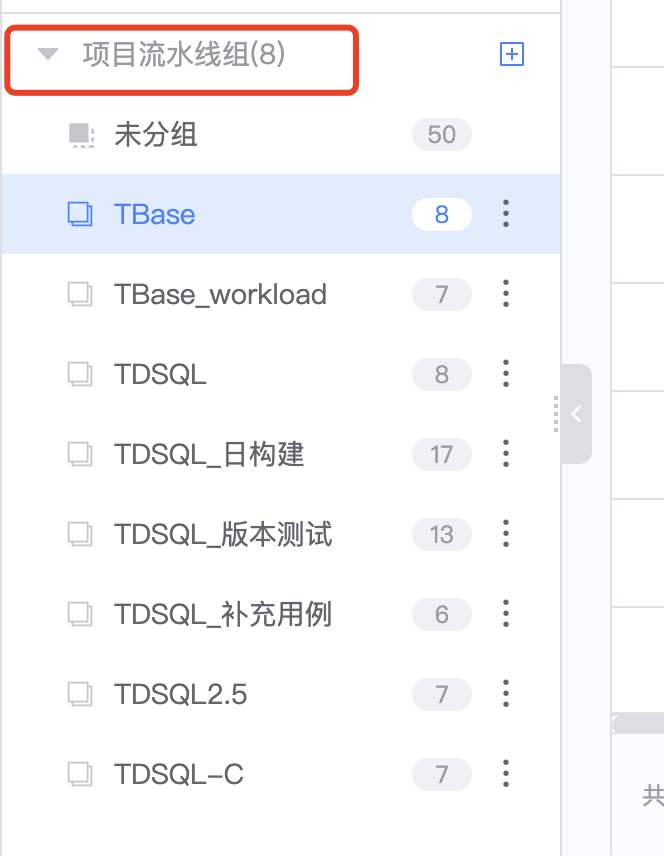 项目流水线组(8)
未分组 50
TBase 8
TBase_workload 7
TDSQL 8
TDSQL_日构建 17
TDSQL_版本测试 13
TDSQL_补充用例 6
TDSQL2.5 7
TDSQL-C 7
共